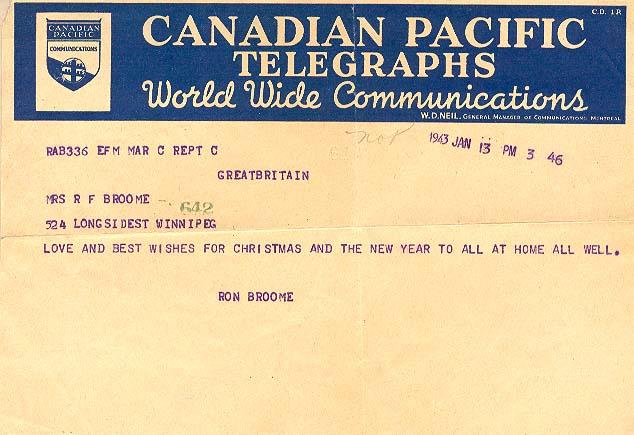 C.D. 1R
CANADIAN
PACIFIC
COMMUNICATIONS
CANADIAN PACIFIC
TELEGRAPHS
World Wide Communications
W.D. NEIL, GENERAL MANAGER OF COMMUNICATIONS, MONTREAL
1943 JAN 13 PM 3 46
RAB336 EFM MAR C REPT C
GREATBRITAIN
MRS R F BROOME
642
524 LONGSIDEST WINNIPEG
LOVE AND BEST WISHES FOR CHRISTMAS AND THE NEW YEAR TO ALL AT HOME ALL WELL.
RON BROOME